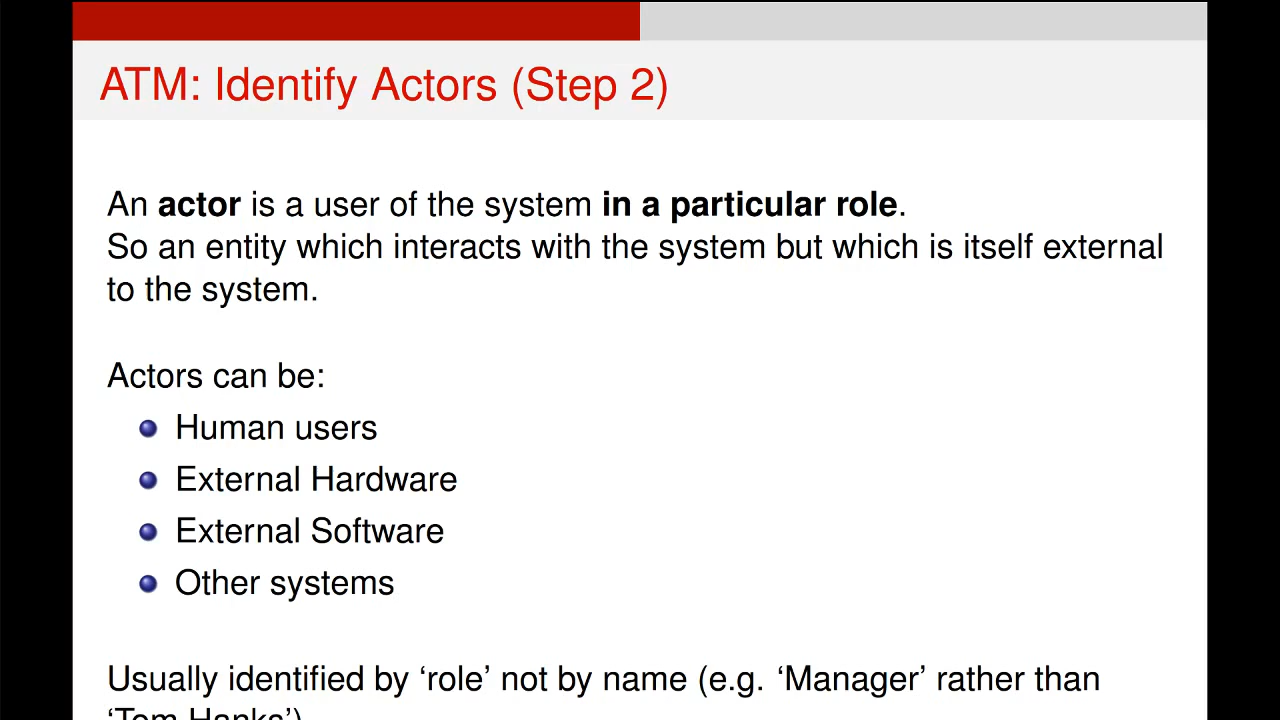 ATM: Identify Actors (Step 2)
An actor is a user of the system in a particular role.
So an entity which interacts with the system but which is itself external
to the system.
Actors can be:
Human users
External Hardware
External Software
Other systems
Usually identified by ‘role’ not by name (e.g. ‘Manager’ rather than
‘Tom Hanks’)